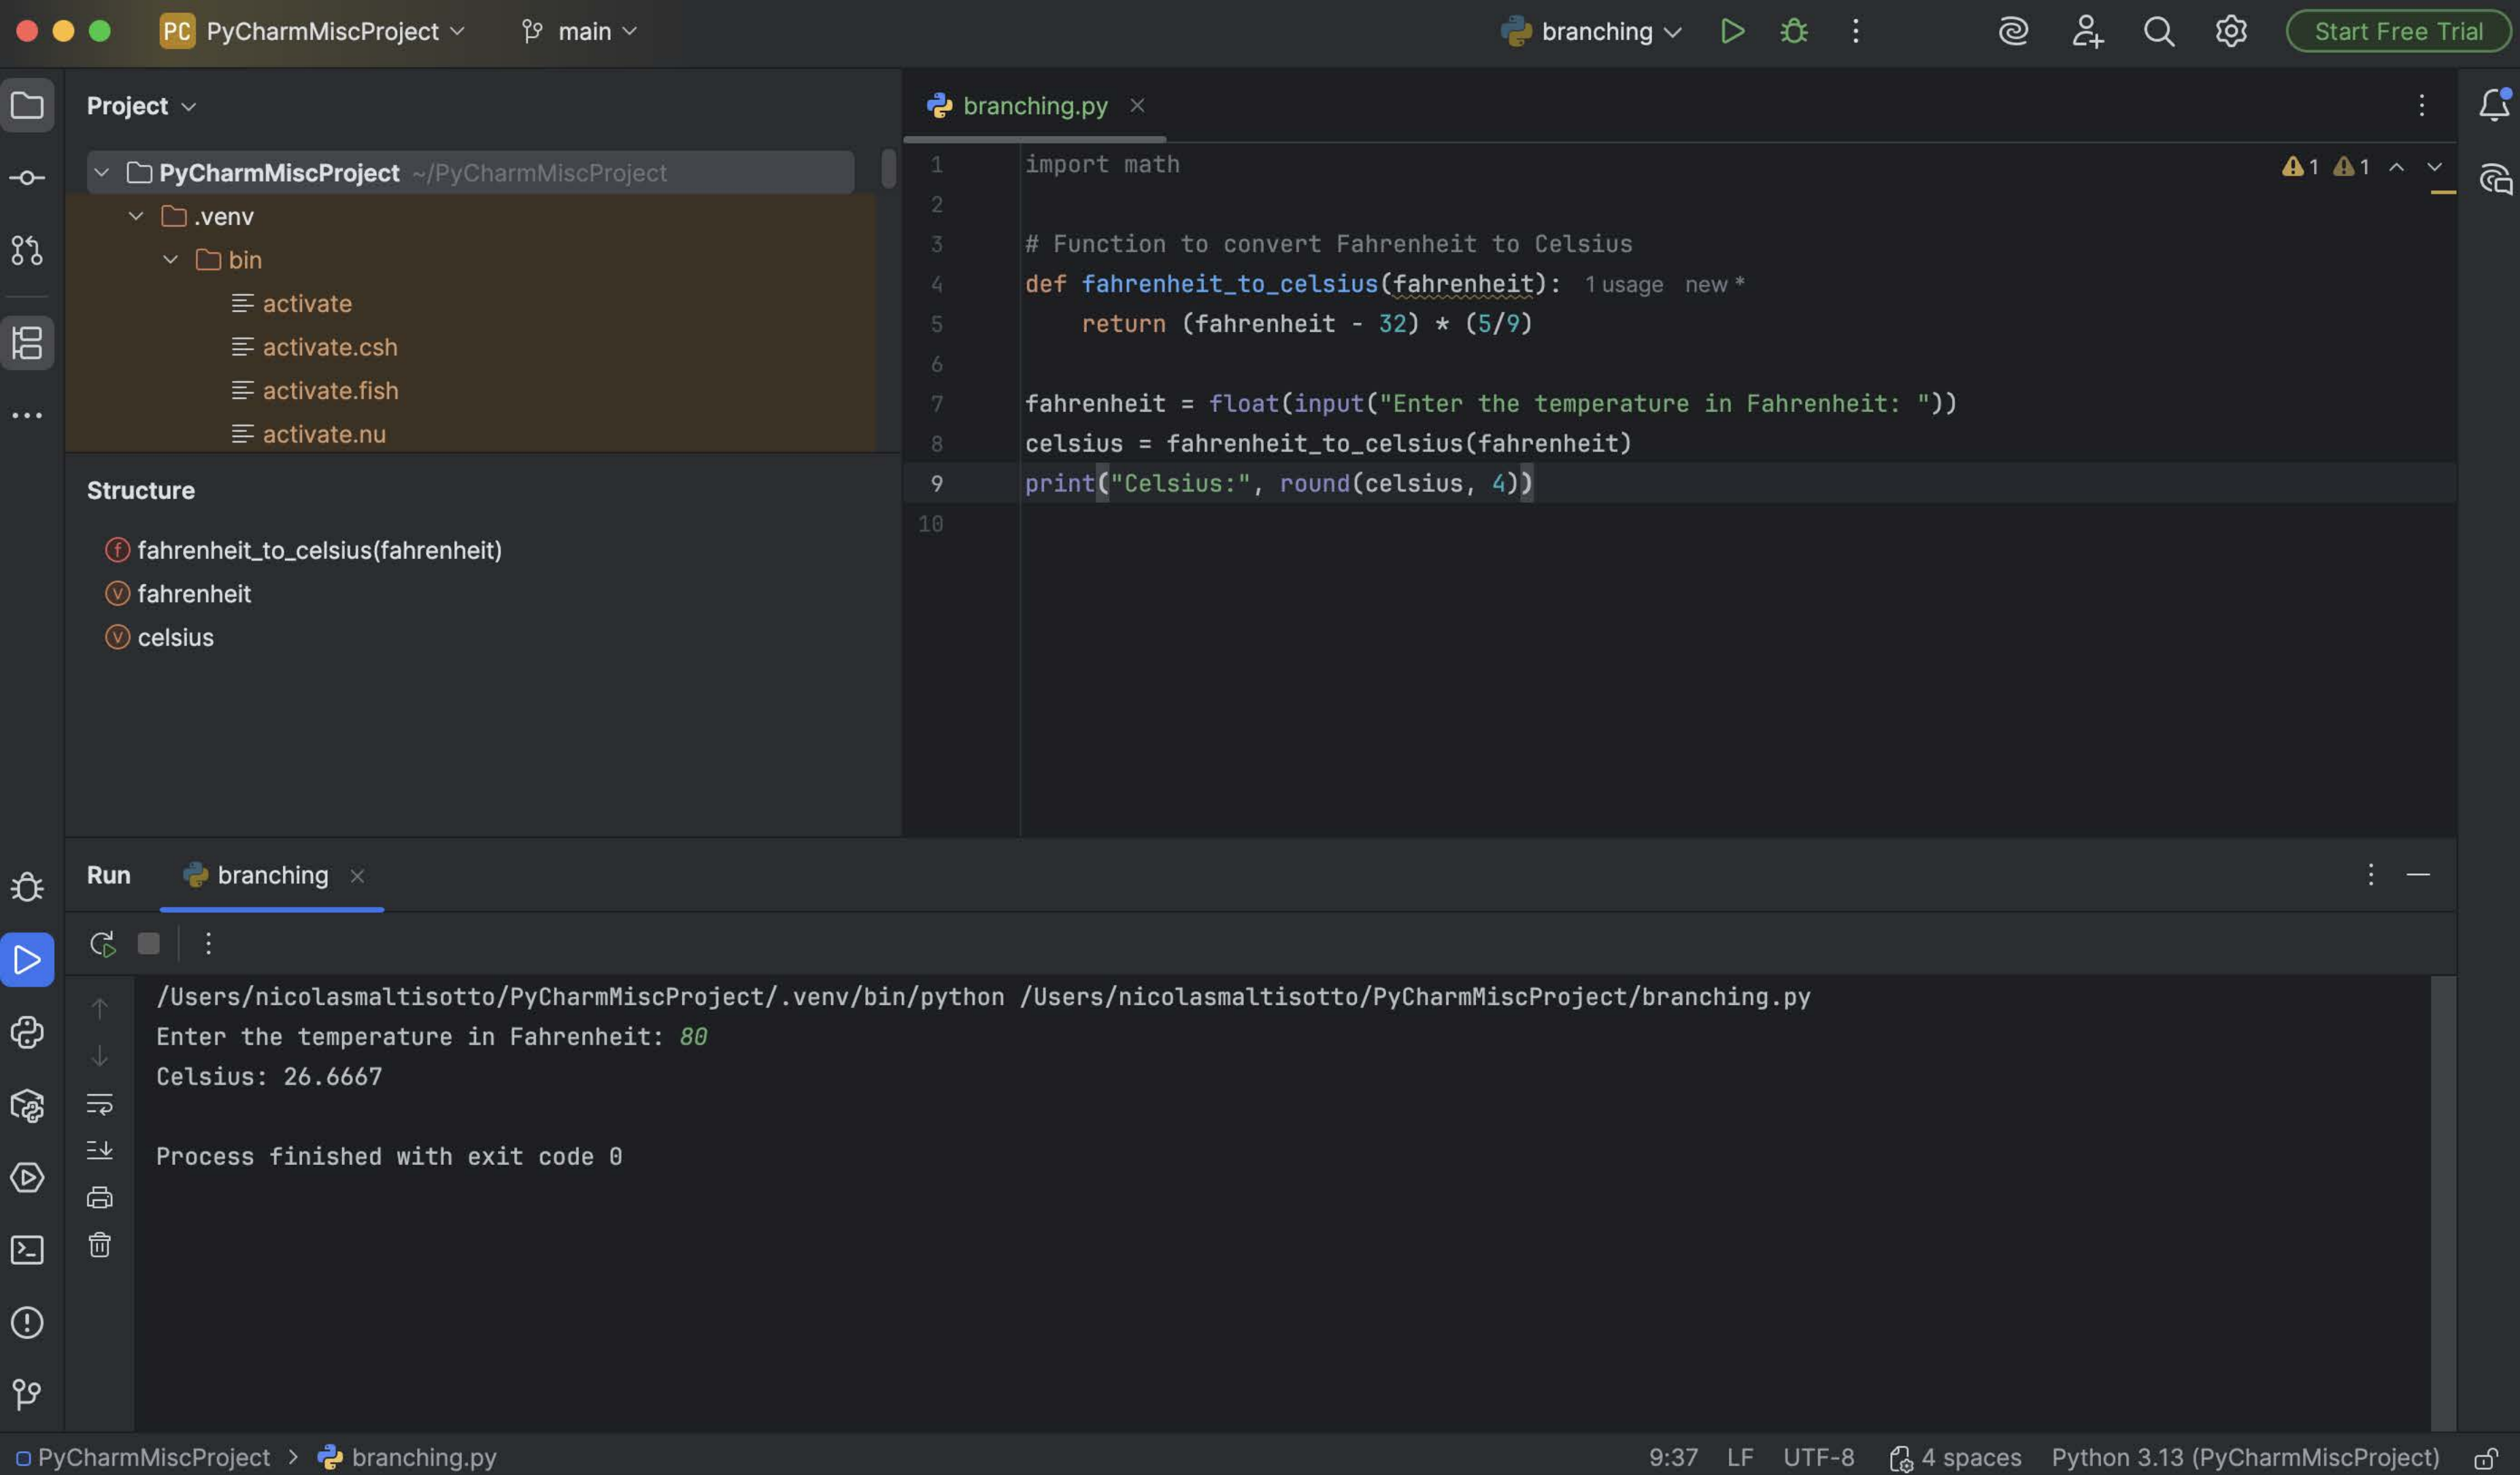 PC PyCharmMiscProject main branching Start Free Trial
Project
PyCharmMiscProject ~/PyCharmMiscProject
.venv
bin
activate
activate.csh
activate.fish
activate.nu
Structure
fahrenheit_to_celsius(fahrenheit)
fahrenheit
celsius
branching.py
1 import math
2
3 # Function to convert Fahrenheit to Celsius
4 def fahrenheit_to_celsius(fahrenheit): 1 usage new *
5     return (fahrenheit - 32) * (5/9)
6
7 fahrenheit = float(input("Enter the temperature in Fahrenheit: "))
8 celsius = fahrenheit_to_celsius(fahrenheit)
9 print("Celsius:", round(celsius, 4))
10
1 1
Run branching
/Users/nicolasmaltisotto/PyCharmMiscProject/.venv/bin/python /Users/nicolasmaltisotto/PyCharmMiscProject/branching.py
Enter the temperature in Fahrenheit: 80
Celsius: 26.6667
Process finished with exit code 0
PyCharmMiscProject > branching.py 9:37 LF UTF-8 4 spaces Python 3.13 (PyCharmMiscProject)